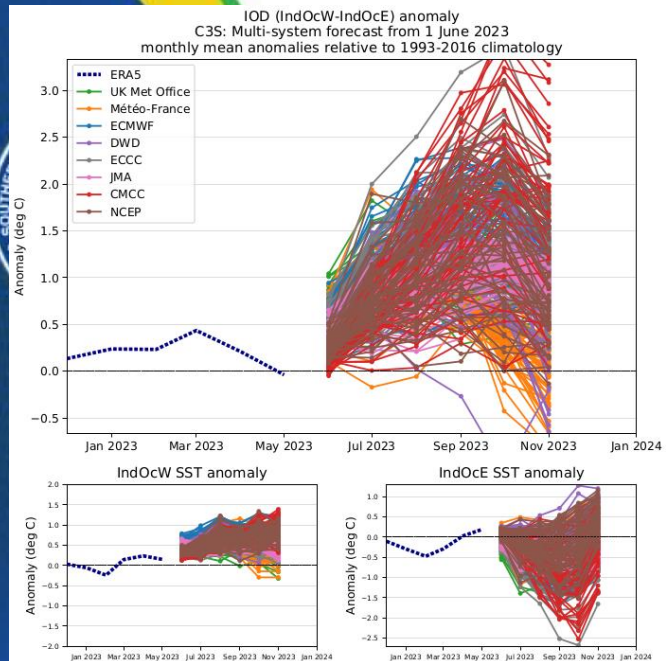 IOD (IndOcW-IndOcE) anomaly
C3S: Multi-system forecast from 1 June 2023
monthly mean anomalies relative to 1993-2016 climatology
ERA5
UK Met Office
Météo-France
ECMWF
DWD
ECCC
JMA
CMCC
NCEP
Anomaly (deg C)
3.0
2.5
2.0
1.5
1.0
0.5
0.0
−0.5
Jan 2023 Mar 2023 May 2023 Jul 2023 Sep 2023 Nov 2023 Jan 2024
IndOcW SST anomaly
Anomaly (deg C)
2.0
1.5
1.0
0.5
0.0
−0.5
−1.0
−1.5
−2.0
Jan 2023 Mar 2023 May 2023 Jul 2023 Sep 2023 Nov 2023 Jan 2024
IndOcE SST anomaly
Anomaly (deg C)
1.0
0.5
0.0
−0.5
−1.0
−1.5
−2.0
−2.5
Jan 2023 Mar 2023 May 2023 Jul 2023 Sep 2023 Nov 2023 Jan 2024